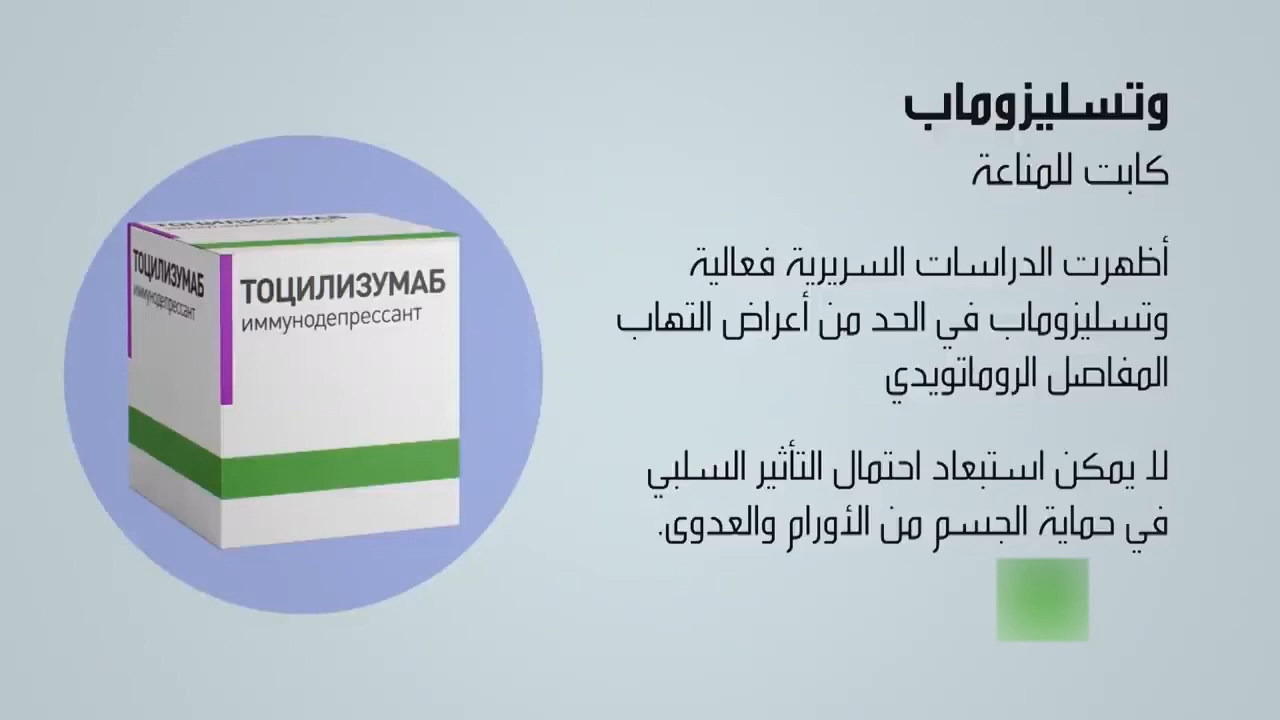 وتسليزوماب
كابت للمناعة
أظهرت الدراسات السريرية فعالية
وتسليزوماب في الحد من أعراض التهاب
المفاصل الروماتويدي
لا يمكن استبعاد احتمال التأثير السلبي
في حماية الجسم من الأورام والعدوى.
ТОЦИЛИЗУМАБ
ТОЦИЛИЗУМАБ
иммунодепрессант
ТОЦИЛИЗУМАБ
иммунодепрессант